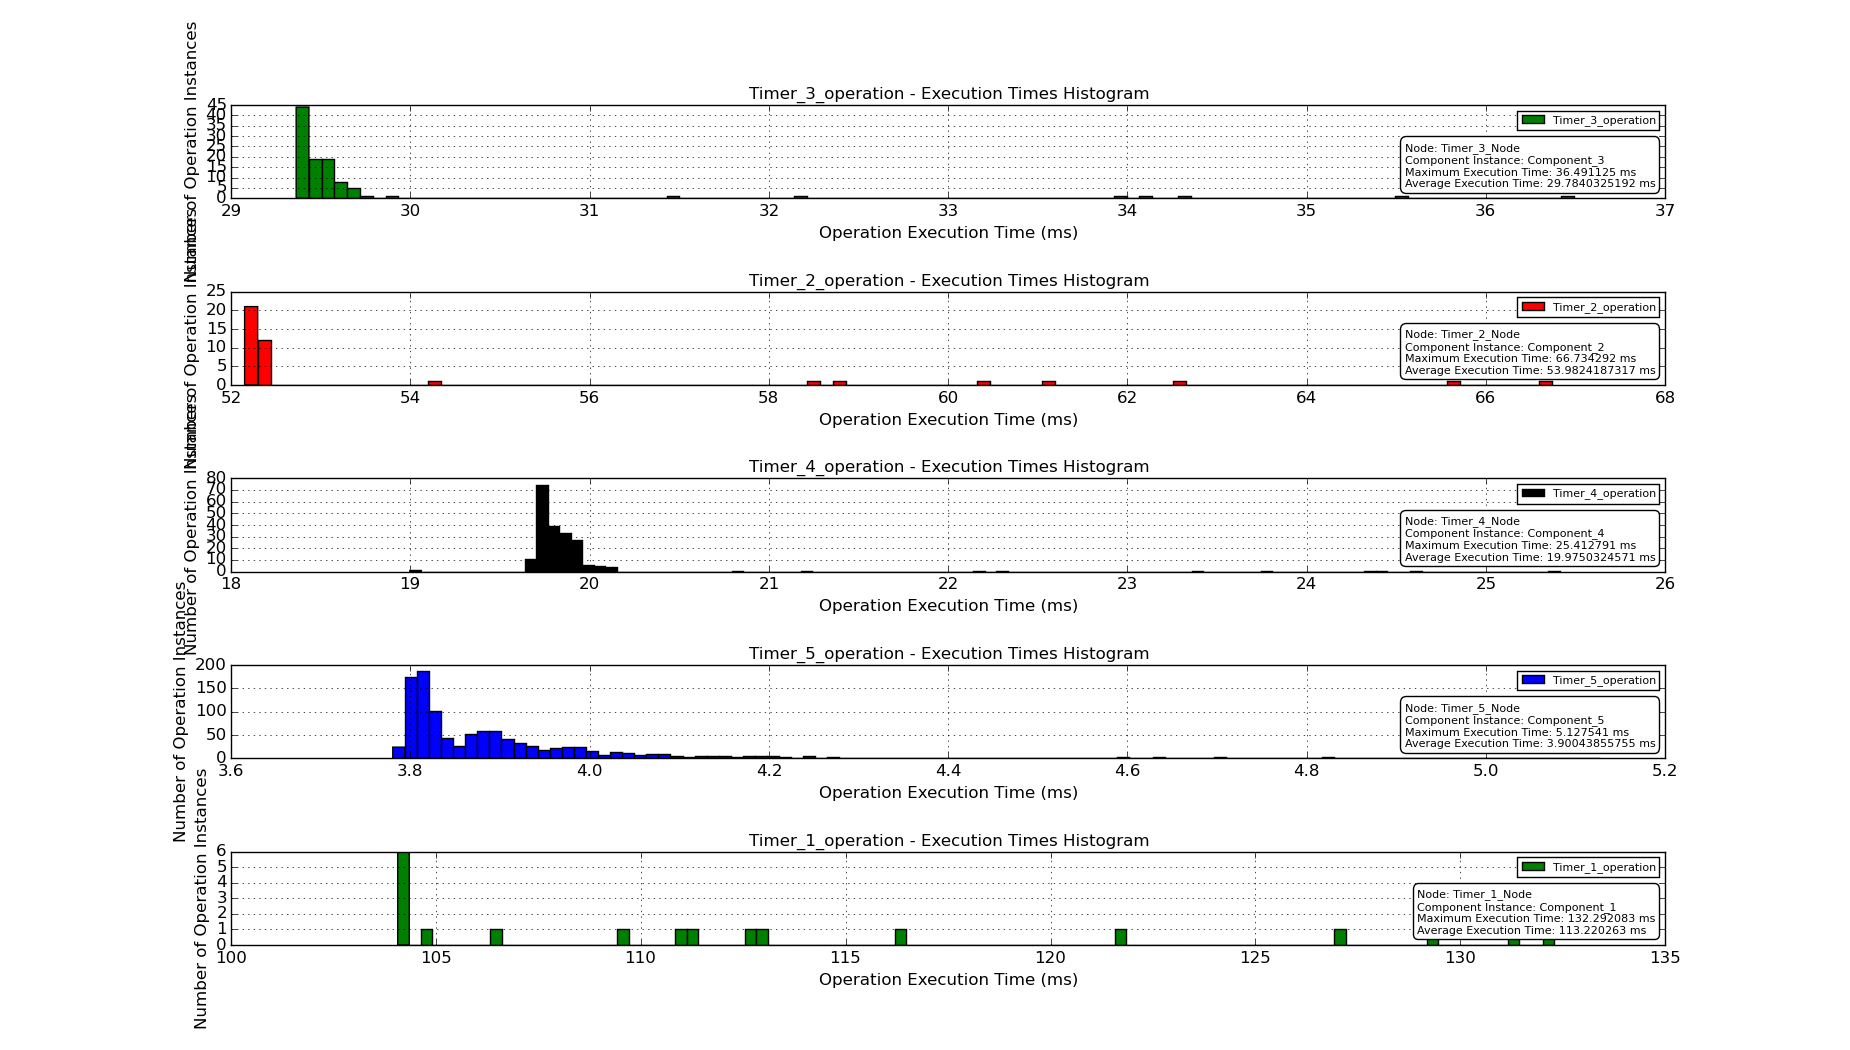 Timer_3_operation - Execution Times Histogram
Number of Operation Instances
45
40
35
30
25
20
15
10
5
0
Timer_3_operation
Node: Timer_3_Node
Component Instance: Component_3
Maximum Execution Time: 36.491125 ms
Average Execution Time: 29.7840325192 ms
29 30 31 32 33 34 35 36 37
Operation Execution Time (ms)
Timer_2_operation - Execution Times Histogram
Number of Operation Instances
25
20
15
10
5
0
Timer_2_operation
Node: Timer_2_Node
Component Instance: Component_2
Maximum Execution Time: 66.734292 ms
Average Execution Time: 53.9824187317 ms
52 54 56 58 60 62 64 66 68
Operation Execution Time (ms)
Timer_4_operation - Execution Times Histogram
Number of Operation Instances
80
70
60
50
40
30
20
10
0
Timer_4_operation
Node: Timer_4_Node
Component Instance: Component_4
Maximum Execution Time: 25.412791 ms
Average Execution Time: 19.9750324571 ms
18 19 20 21 22 23 24 25 26
Operation Execution Time (ms)
Timer_5_operation - Execution Times Histogram
Number of Operation Instances
200
150
100
50
0
Timer_5_operation
Node: Timer_5_Node
Component Instance: Component_5
Maximum Execution Time: 5.127541 ms
Average Execution Time: 3.90043855755 ms
3.6 3.8 4.0 4.2 4.4 4.6 4.8 5.0 5.2
Operation Execution Time (ms)
Timer_1_operation - Execution Times Histogram
Number of Operation Instances
6
5
4
3
2
1
0
Timer_1_operation
Node: Timer_1_Node
Component Instance: Component_1
Maximum Execution Time: 132.292083 ms
Average Execution Time: 113.220263 ms
100 105 110 115 120 125 130 135
Operation Execution Time (ms)